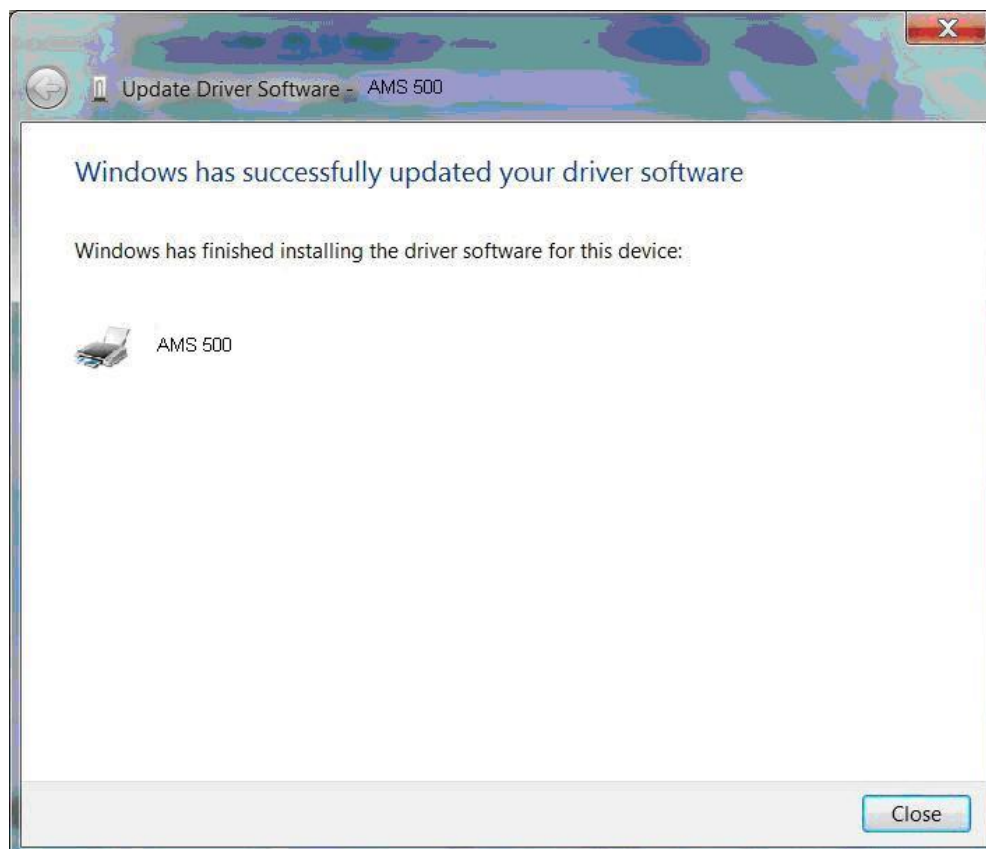 Update Driver Software - AMS 500
Windows has successfully updated your driver software
Windows has finished installing the driver software for this device:
AMS 500
Close